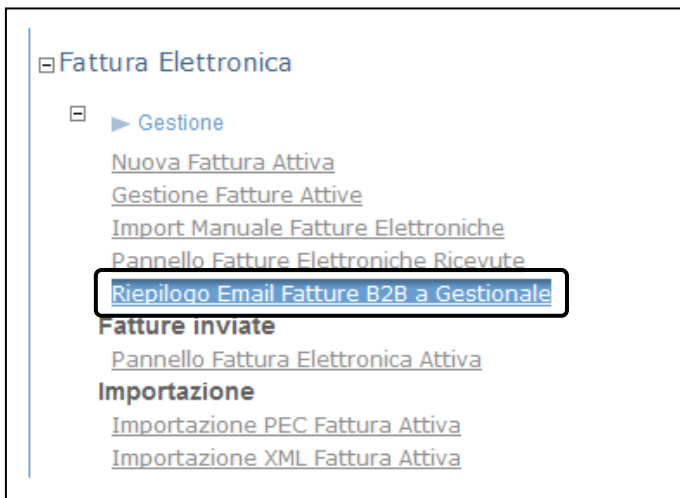 Fattura Elettronica
Gestione
Nuova Fattura Attiva
Gestione Fatture Attive
Import Manuale Fatture Elettroniche
Pannello Fatture Elettroniche Ricevute
Riepilogo Email Fatture B2B a Gestionale
Fatture inviate
Pannello Fattura Elettronica Attiva
Importazione
Importazione PEC Fattura Attiva
Importazione XML Fattura Attiva